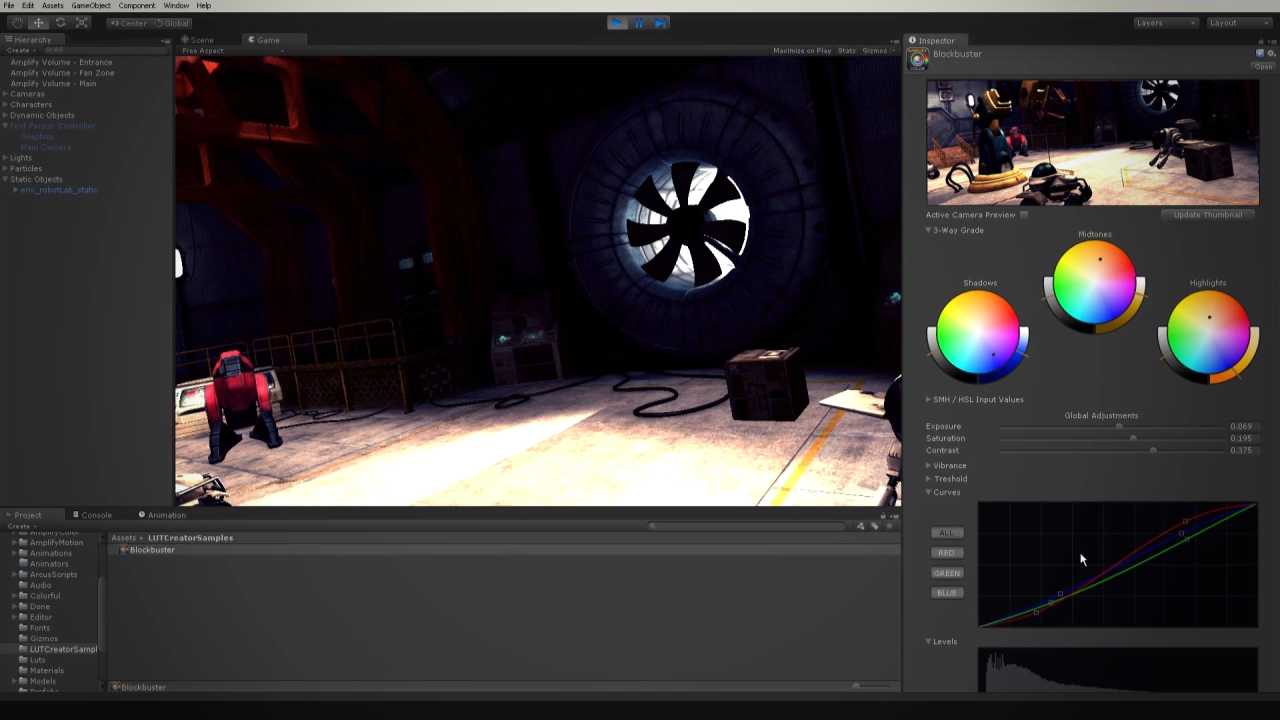 File Edit Assets GameObject Component Window Help
Center Global
Layers Layout
Hierarchy
Create
Amplify Volume - Entrance
Amplify Volume - Fan Zone
Amplify Volume - Main
Cameras
Characters
Dynamic Objects
First Person Controller
Graphics
Main Camera
Lights
Particles
Static Objects
env_robotLab_static
Scene Game
Free Aspect
Maximize on Play Stats Gizmos
Inspector
Blockbuster
Open
Active Camera Preview Update Thumbnail
3-Way Grade
Midtones
Shadows Highlights
SMH / HSL Input Values
Global Adjustments
Exposure 0.069
Saturation 0.195
Contrast 0.375
Vibrance
Treshold
Curves
ALL
RED
GREEN
BLUE
Levels
Project Console Animation
Create
AmplifyColor
AmplifyMotion
Animations
Animators
ArcusScripts
Audio
Colorful
Done
Editor
Fonts
Gizmos
LUTCreatorSampl
Luts
Materials
Models
Prefabs
Assets LUTCreatorSamples
Blockbuster
Blockbuster